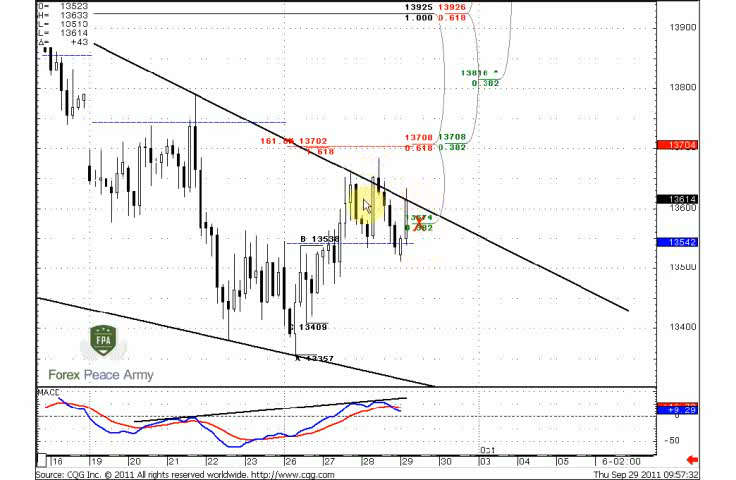 O= 13523
H= 13633
L= 13510
L= 13614
Δ= +43
13925 13926
1.000 0.618
13900
13816 *
0.382
13800
161.8% 13702 13708 13708
1.618 0.618 0.382
13704
13614
13600
0.382
B 13538
13542
13500
C 13409
13400
A 13357
FPA
Forex Peace Army
MACD
+9.29
0
-50
Oct
16 19 20 21 22 23 26 27 28 29 03 04 05 6-02:00
Source: CQG Inc. © 2011 All rights reserved worldwide. http://www.cqg.com Thu Sep 29 2011 09:57:32